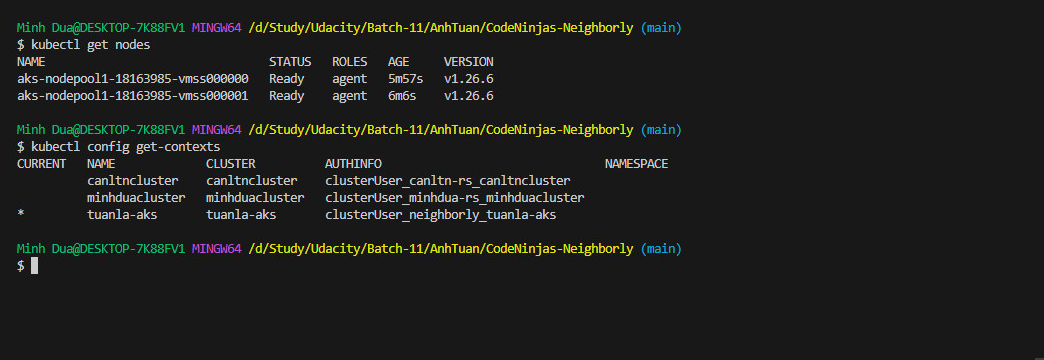 Minh Dua@DESKTOP-7K88FV1 MINGW64 /d/Study/Udacity/Batch-11/AnhTuan/CodeNinjas-Neighborly (main)
$ kubectl get nodes
NAME                                STATUS   ROLES   AGE     VERSION
aks-nodepool1-18163985-vmss000000   Ready    agent   5m57s   v1.26.6
aks-nodepool1-18163985-vmss000001   Ready    agent   6m6s    v1.26.6
Minh Dua@DESKTOP-7K88FV1 MINGW64 /d/Study/Udacity/Batch-11/AnhTuan/CodeNinjas-Neighborly (main)
$ kubectl config get-contexts
CURRENT   NAME             CLUSTER          AUTHINFO                                NAMESPACE
          canltncluster    canltncluster    clusterUser_canltn-rs_canltncluster
          minhduacluster   minhduacluster   clusterUser_minhdua-rs_minhduacluster
*         tuanla-aks       tuanla-aks       clusterUser_neighborly_tuanla-aks
Minh Dua@DESKTOP-7K88FV1 MINGW64 /d/Study/Udacity/Batch-11/AnhTuan/CodeNinjas-Neighborly (main)
$